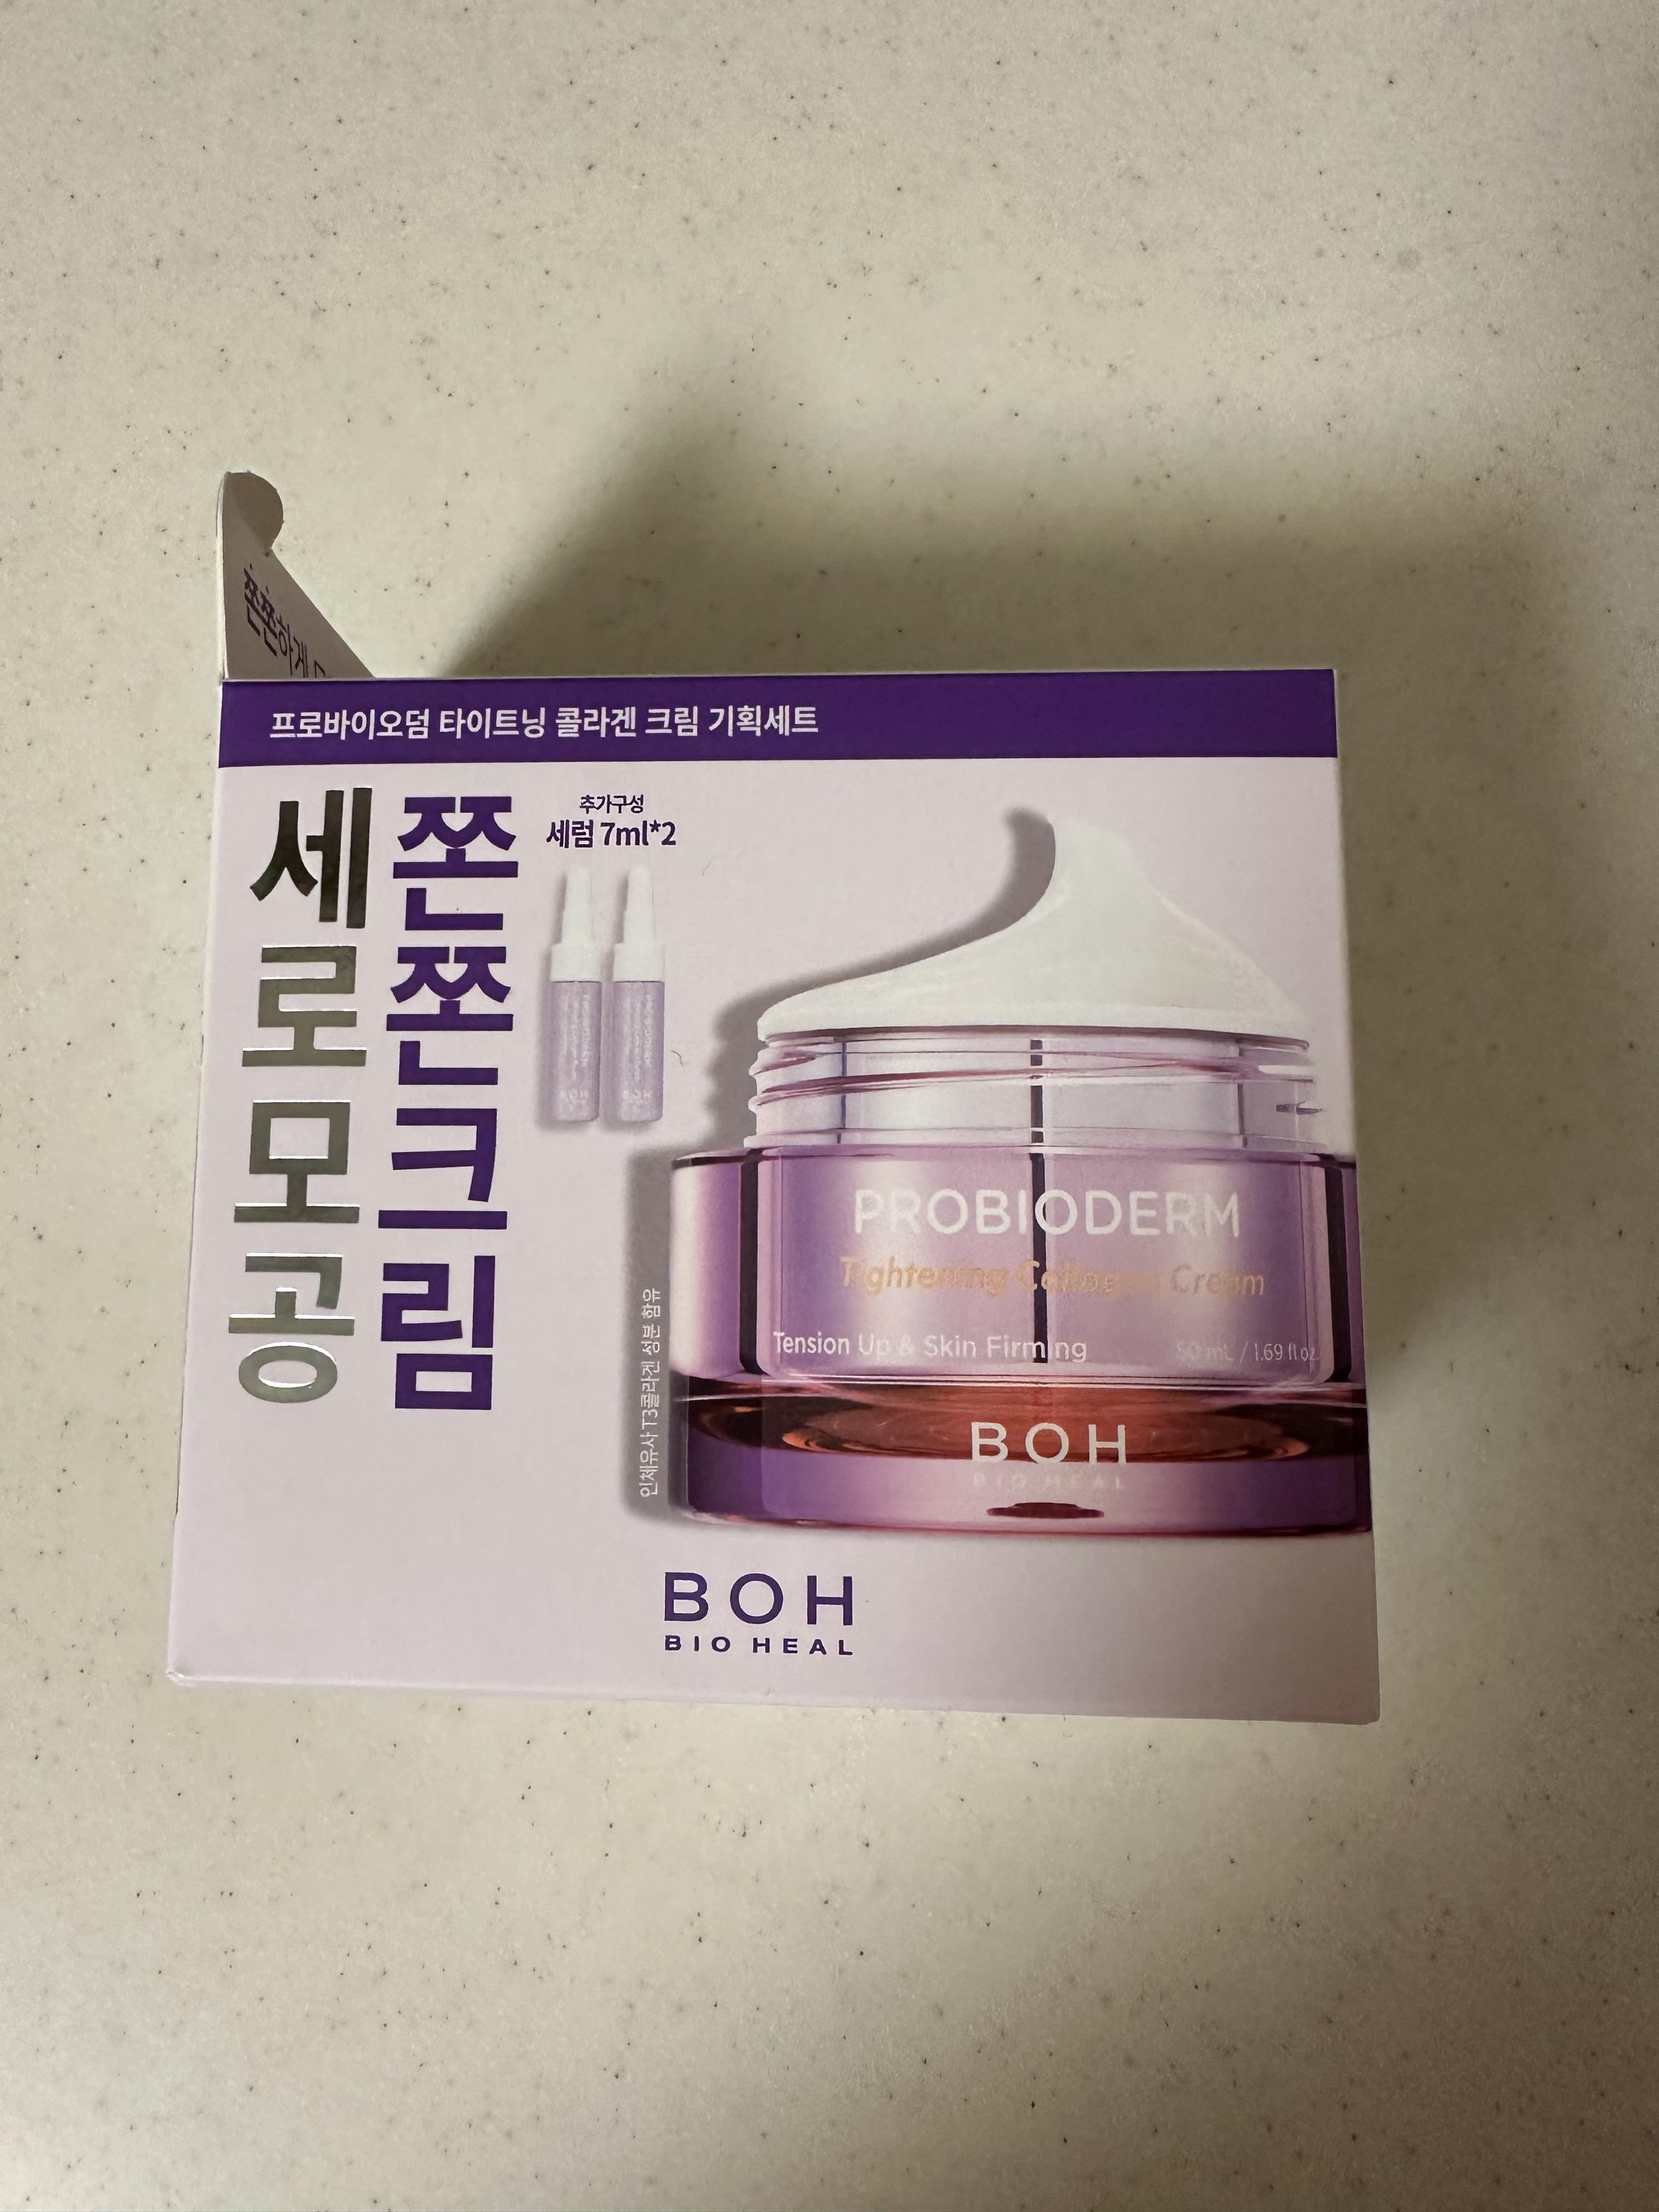 쫀쫀하게
프로바이오덤 타이트닝 콜라겐 크림 기획세트
세로모공
쫀쫀크림
추가구성
세럼 7ml*2
BOH
BOH
PROBIODERM
Tightening Collagen Cream
Tension Up & Skin Firming
50 mL / 1.69 fl oz.
인체유사 T3콜라겐 성분 함유
BOH
BIO HEAL
BOH
BIO HEAL